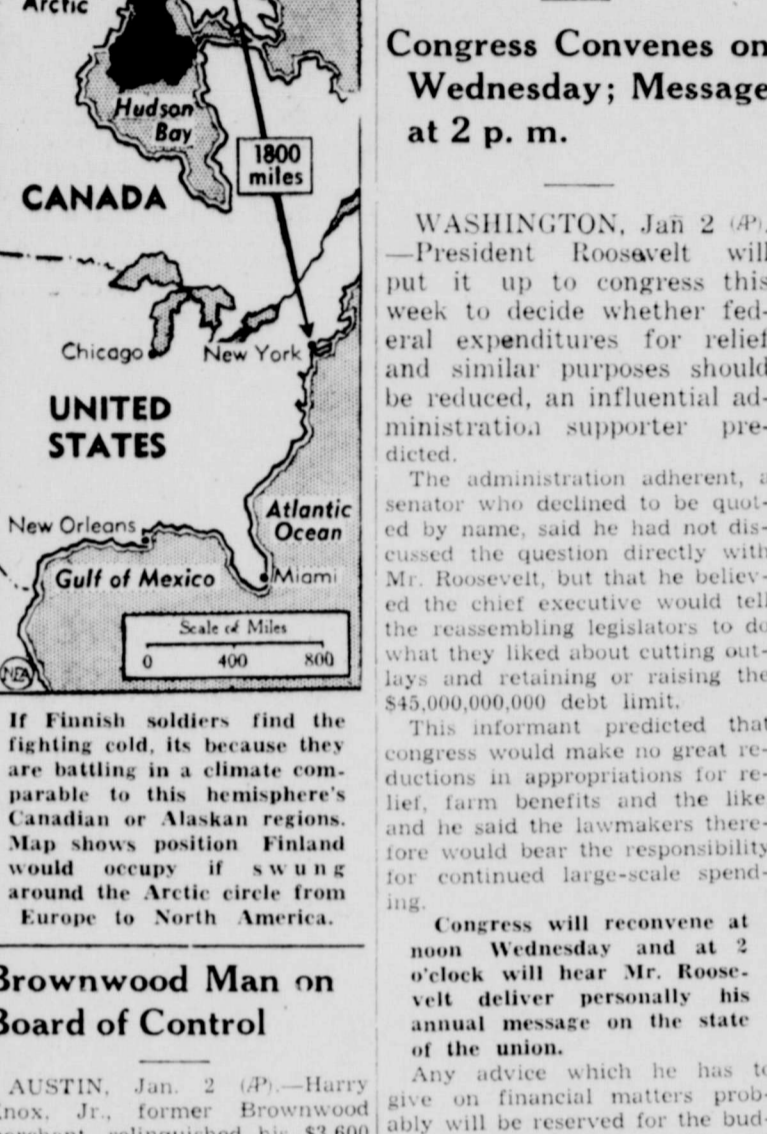 Arctic
Hudson
Bay
1800
miles
CANADA
Chicago
New York
UNITED
STATES
Atlantic
Ocean
New Orleans
Gulf of Mexico
Miami
Scale of Miles
0 400 800
NEA
If Finnish soldiers find the
fighting cold, its because they
are battling in a climate com-
parable to this hemisphere's
Canadian or Alaskan regions.
Map shows position Finland
would occupy if swung
around the Arctic circle from
Europe to North America.
Brownwood Man on
Board of Control
AUSTIN, Jan. 2 (AP).—Harry
Knox, Jr., former Brownwood
merchant relinquished his $3,600
Congress Convenes on
Wednesday; Message
at 2 p. m.
WASHINGTON, Jan 2 (AP).
—President Roosevelt will
put it up to congress this
week to decide whether fed-
eral expenditures for relief
and similar purposes should
be reduced, an influential ad-
ministration supporter pre-
dicted.
The administration adherent, a
senator who declined to be quot-
ed by name, said he had not dis-
cussed the question directly with
Mr. Roosevelt, but that he believ-
ed the chief executive would tell
the reassembling legislators to do
what they liked about cutting out-
lays and retaining or raising the
$45,000,000,000 debt limit.
This informant predicted that
congress would make no great re-
ductions in appropriations for re-
lief, farm benefits and the like
and he said the lawmakers there-
fore would bear the responsibility
for continued large-scale spend-
ing.
Congress will reconvene at
noon Wednesday and at 2
o'clock will hear Mr. Roose-
velt deliver personally his
annual message on the state
of the union.
Any advice which he has to
give on financial matters prob-
ably will be reserved for the bud-